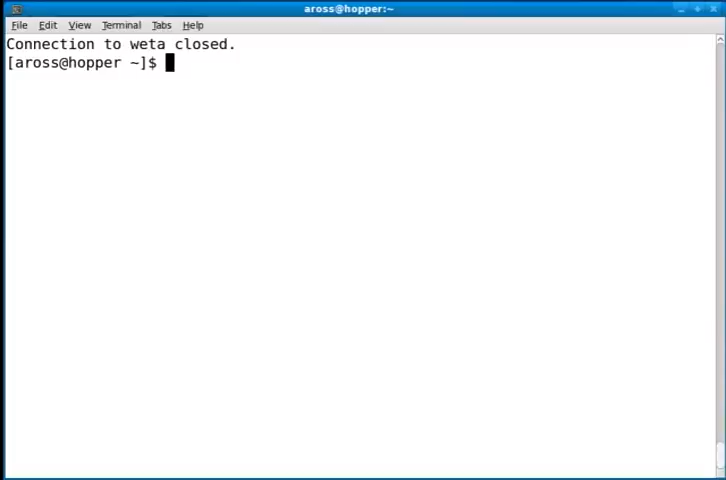 aross@hopper:~
File Edit View Terminal Tabs Help
Connection to weta closed.
[aross@hopper ~]$